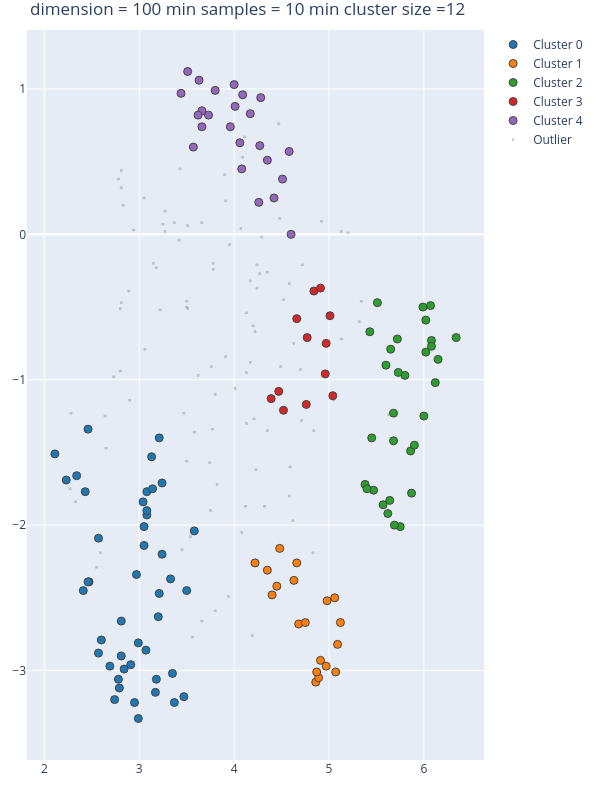 dimension = 100 min samples = 10 min cluster size =12
Cluster 0
Cluster 1
Cluster 2
Cluster 3
Cluster 4
Outlier
1
0
−1
−2
−3
2 3 4 5 6